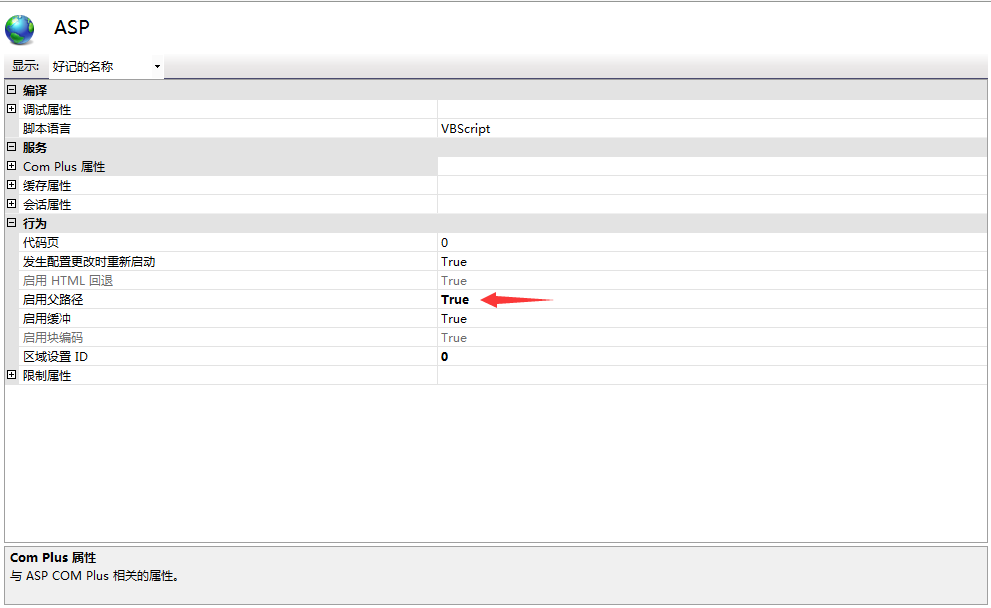 ASP
显示: 好记的名称
编译
调试属性
脚本语言 VBScript
服务
Com Plus 属性
缓存属性
会话属性
行为
代码页 0
发生配置更改时重新启动 True
启用 HTML 回退 True
启用父路径 True
启用缓冲 True
启用块编码 True
区域设置 ID 0
限制属性
Com Plus 属性
与 ASP COM Plus 相关的属性。